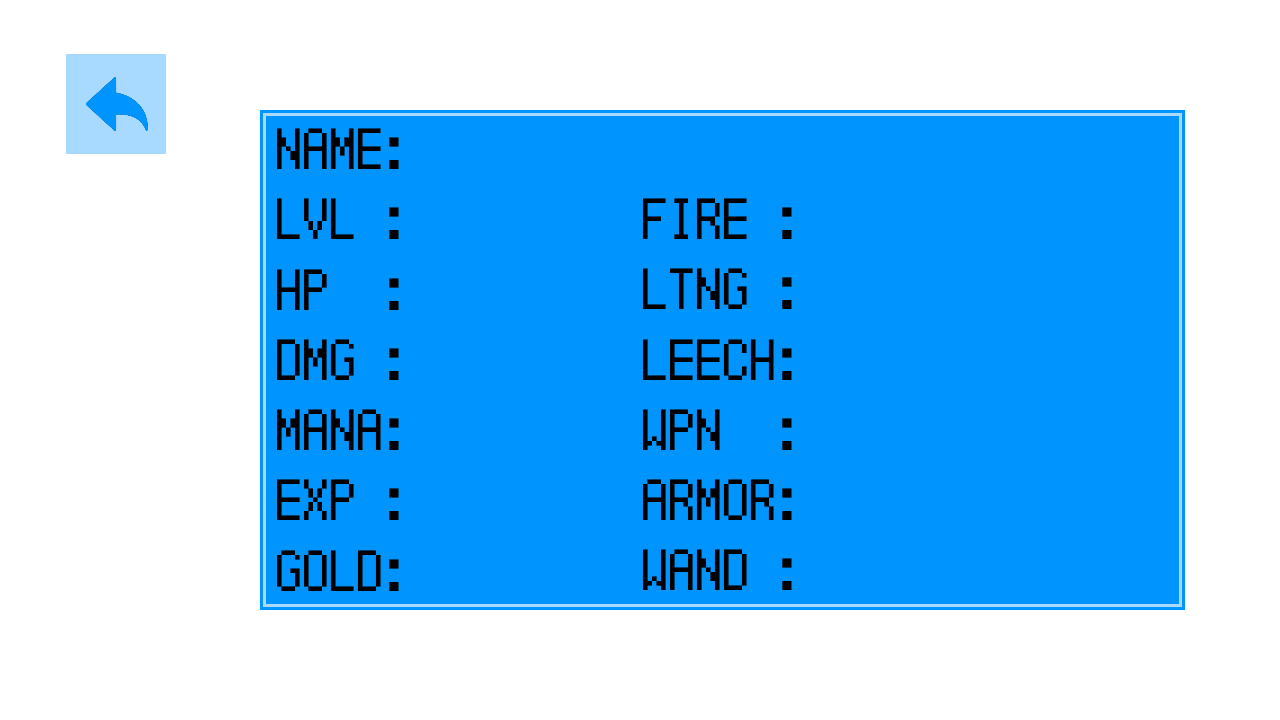 NAME:
LVL : FIRE :
HP : LTNG :
DMG : LEECH:
MANA: WPN :
EXP : ARMOR:
GOLD: WAND :